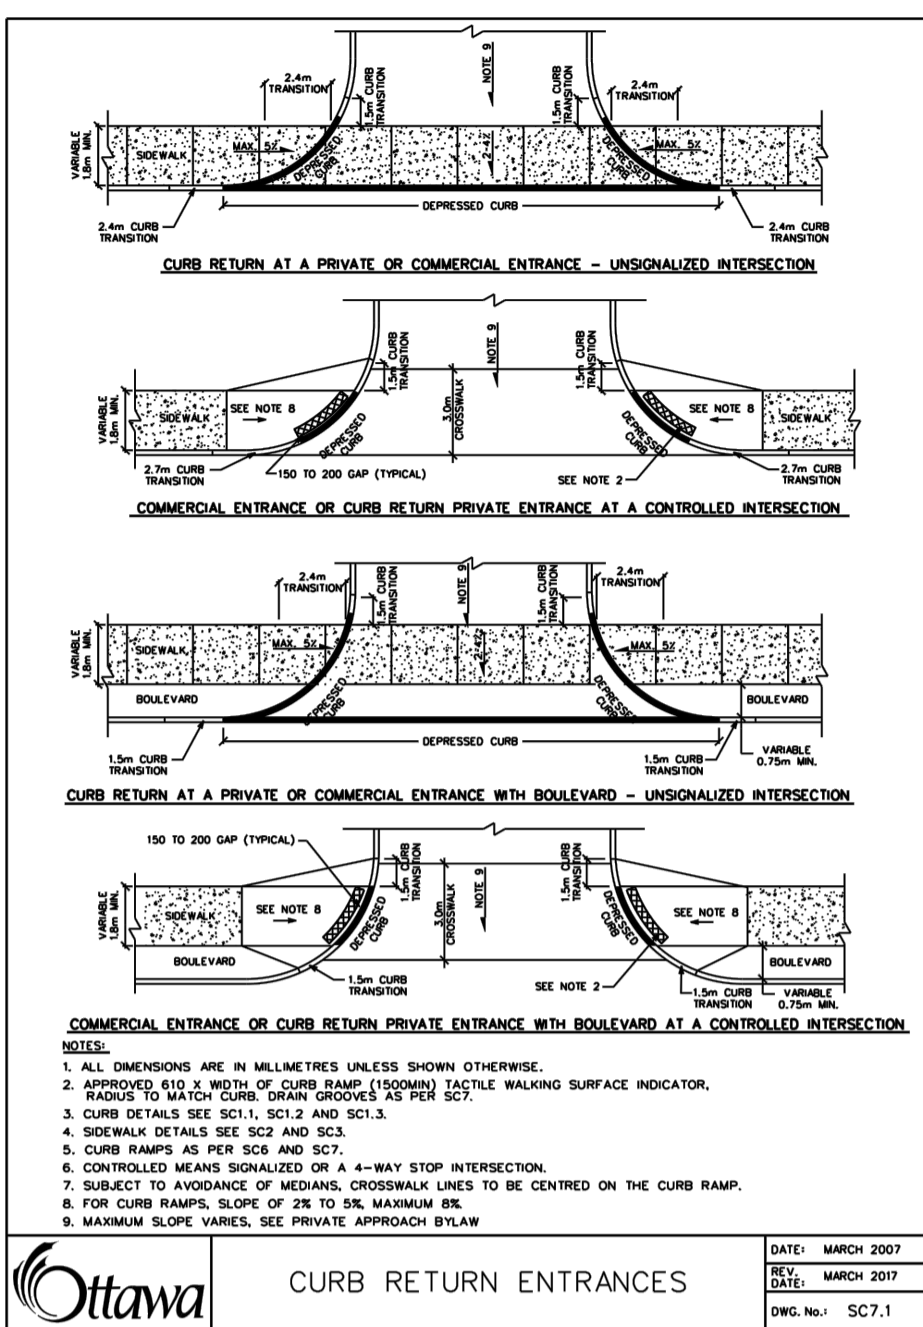 NOTE 9
2.4m
TRANSITION
1.5m CURB
TRANSITION
2.4m
TRANSITION
1.5m CURB
TRANSITION
VARIABLE
1.8m MIN.
SIDEWALK
MAX. 5%
DEPRESSED
CURB
2-4%
DEPRESSED
CURB
MAX. 5%
DEPRESSED CURB
2.4m CURB
TRANSITION
2.4m CURB
TRANSITION
CURB RETURN AT A PRIVATE OR COMMERCIAL ENTRANCE - UNSIGNALIZED INTERSECTION
NOTE 9
1.5m CURB
TRANSITION
1.5m CURB
TRANSITION
VARIABLE
1.8m MIN.
SIDEWALK
SEE NOTE 8
DEPRESSED
CURB
3.0m
CROSSWALK
DEPRESSED
CURB
SEE NOTE 8
SIDEWALK
2.7m CURB
TRANSITION
150 TO 200 GAP (TYPICAL)
SEE NOTE 2
2.7m CURB
TRANSITION
COMMERCIAL ENTRANCE OR CURB RETURN PRIVATE ENTRANCE AT A CONTROLLED INTERSECTION
NOTE 9
2.4m
TRANSITION
1.5m CURB
TRANSITION
2.4m
TRANSITION
1.5m CURB
TRANSITION
VARIABLE
1.8m MIN.
SIDEWALK
MAX. 5%
2-4%
MAX. 5%
BOULEVARD
DEPRESSED
CURB
DEPRESSED
CURB
BOULEVARD
DEPRESSED CURB
1.5m CURB
TRANSITION
1.5m CURB
TRANSITION
VARIABLE
0.75m MIN.
CURB RETURN AT A PRIVATE OR COMMERCIAL ENTRANCE WITH BOULEVARD - UNSIGNALIZED INTERSECTION
150 TO 200 GAP (TYPICAL)
1.5m CURB
TRANSITION
NOTE 9
1.5m CURB
TRANSITION
VARIABLE
1.8m MIN.
SIDEWALK
SEE NOTE 8
DEPRESSED
CURB
3.0m
CROSSWALK
DEPRESSED
CURB
SEE NOTE 8
BOULEVARD
BOULEVARD
1.5m CURB
TRANSITION
SEE NOTE 2
1.5m CURB
TRANSITION
VARIABLE
0.75m MIN.
COMMERCIAL ENTRANCE OR CURB RETURN PRIVATE ENTRANCE WITH BOULEVARD AT A CONTROLLED INTERSECTION
NOTES:
1. ALL DIMENSIONS ARE IN MILLIMETRES UNLESS SHOWN OTHERWISE.
2. APPROVED 610 X WIDTH OF CURB RAMP (1500MIN) TACTILE WALKING SURFACE INDICATOR,
RADIUS TO MATCH CURB. DRAIN GROOVES AS PER SC7.
3. CURB DETAILS SEE SC1.1, SC1.2 AND SC1.3.
4. SIDEWALK DETAILS SEE SC2 AND SC3.
5. CURB RAMPS AS PER SC6 AND SC7.
6. CONTROLLED MEANS SIGNALIZED OR A 4-WAY STOP INTERSECTION.
7. SUBJECT TO AVOIDANCE OF MEDIANS, CROSSWALK LINES TO BE CENTRED ON THE CURB RAMP.
8. FOR CURB RAMPS, SLOPE OF 2% TO 5%, MAXIMUM 8%.
9. MAXIMUM SLOPE VARIES, SEE PRIVATE APPROACH BYLAW
Ottawa
CURB RETURN ENTRANCES
DATE: MARCH 2007
REV. DATE: MARCH 2017
DWG. No.: SC7.1